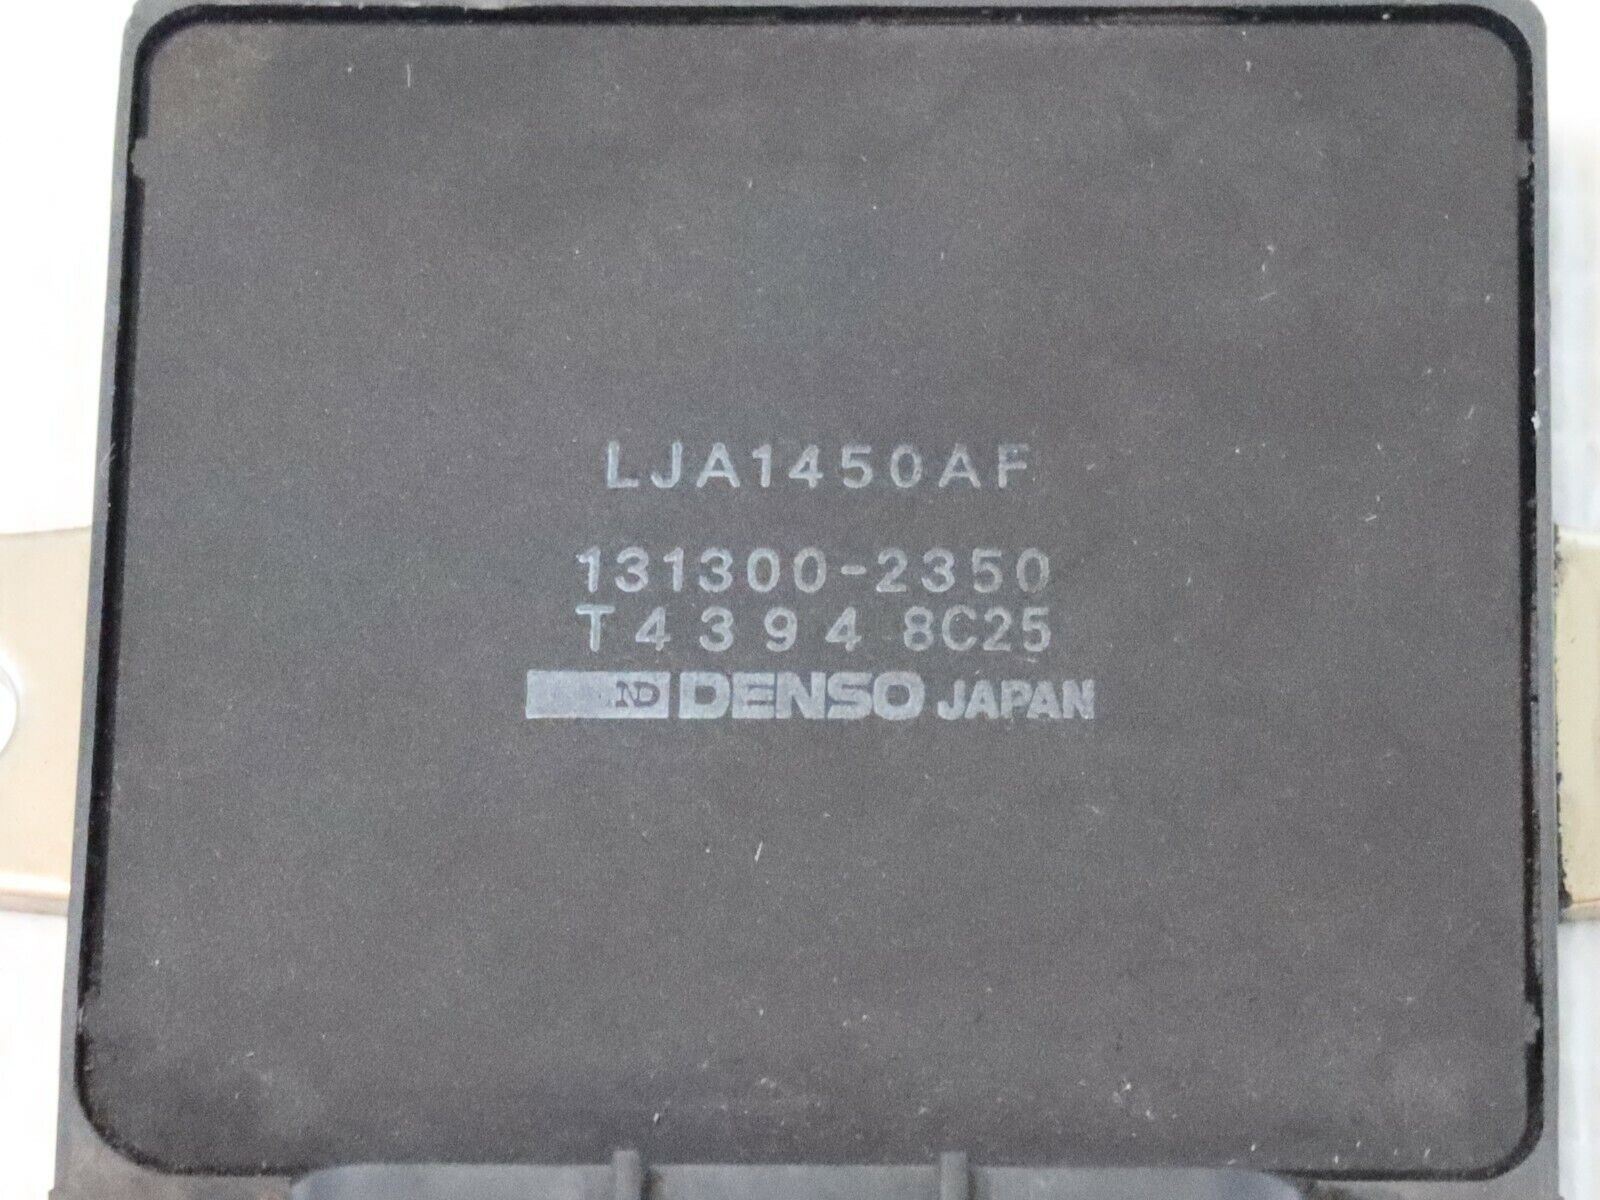 LJA1450AF
131300-2350
T4394 8C25
ND DENSO JAPAN